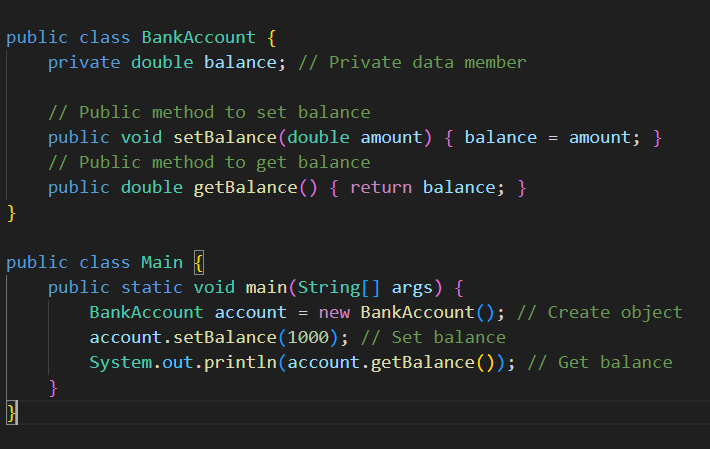 public class BankAccount {
    private double balance; // Private data member
    // Public method to set balance
    public void setBalance(double amount) { balance = amount; }
    // Public method to get balance
    public double getBalance() { return balance; }
}
public class Main {
    public static void main(String[] args) {
        BankAccount account = new BankAccount(); // Create object
        account.setBalance(1000); // Set balance
        System.out.println(account.getBalance()); // Get balance
    }
}